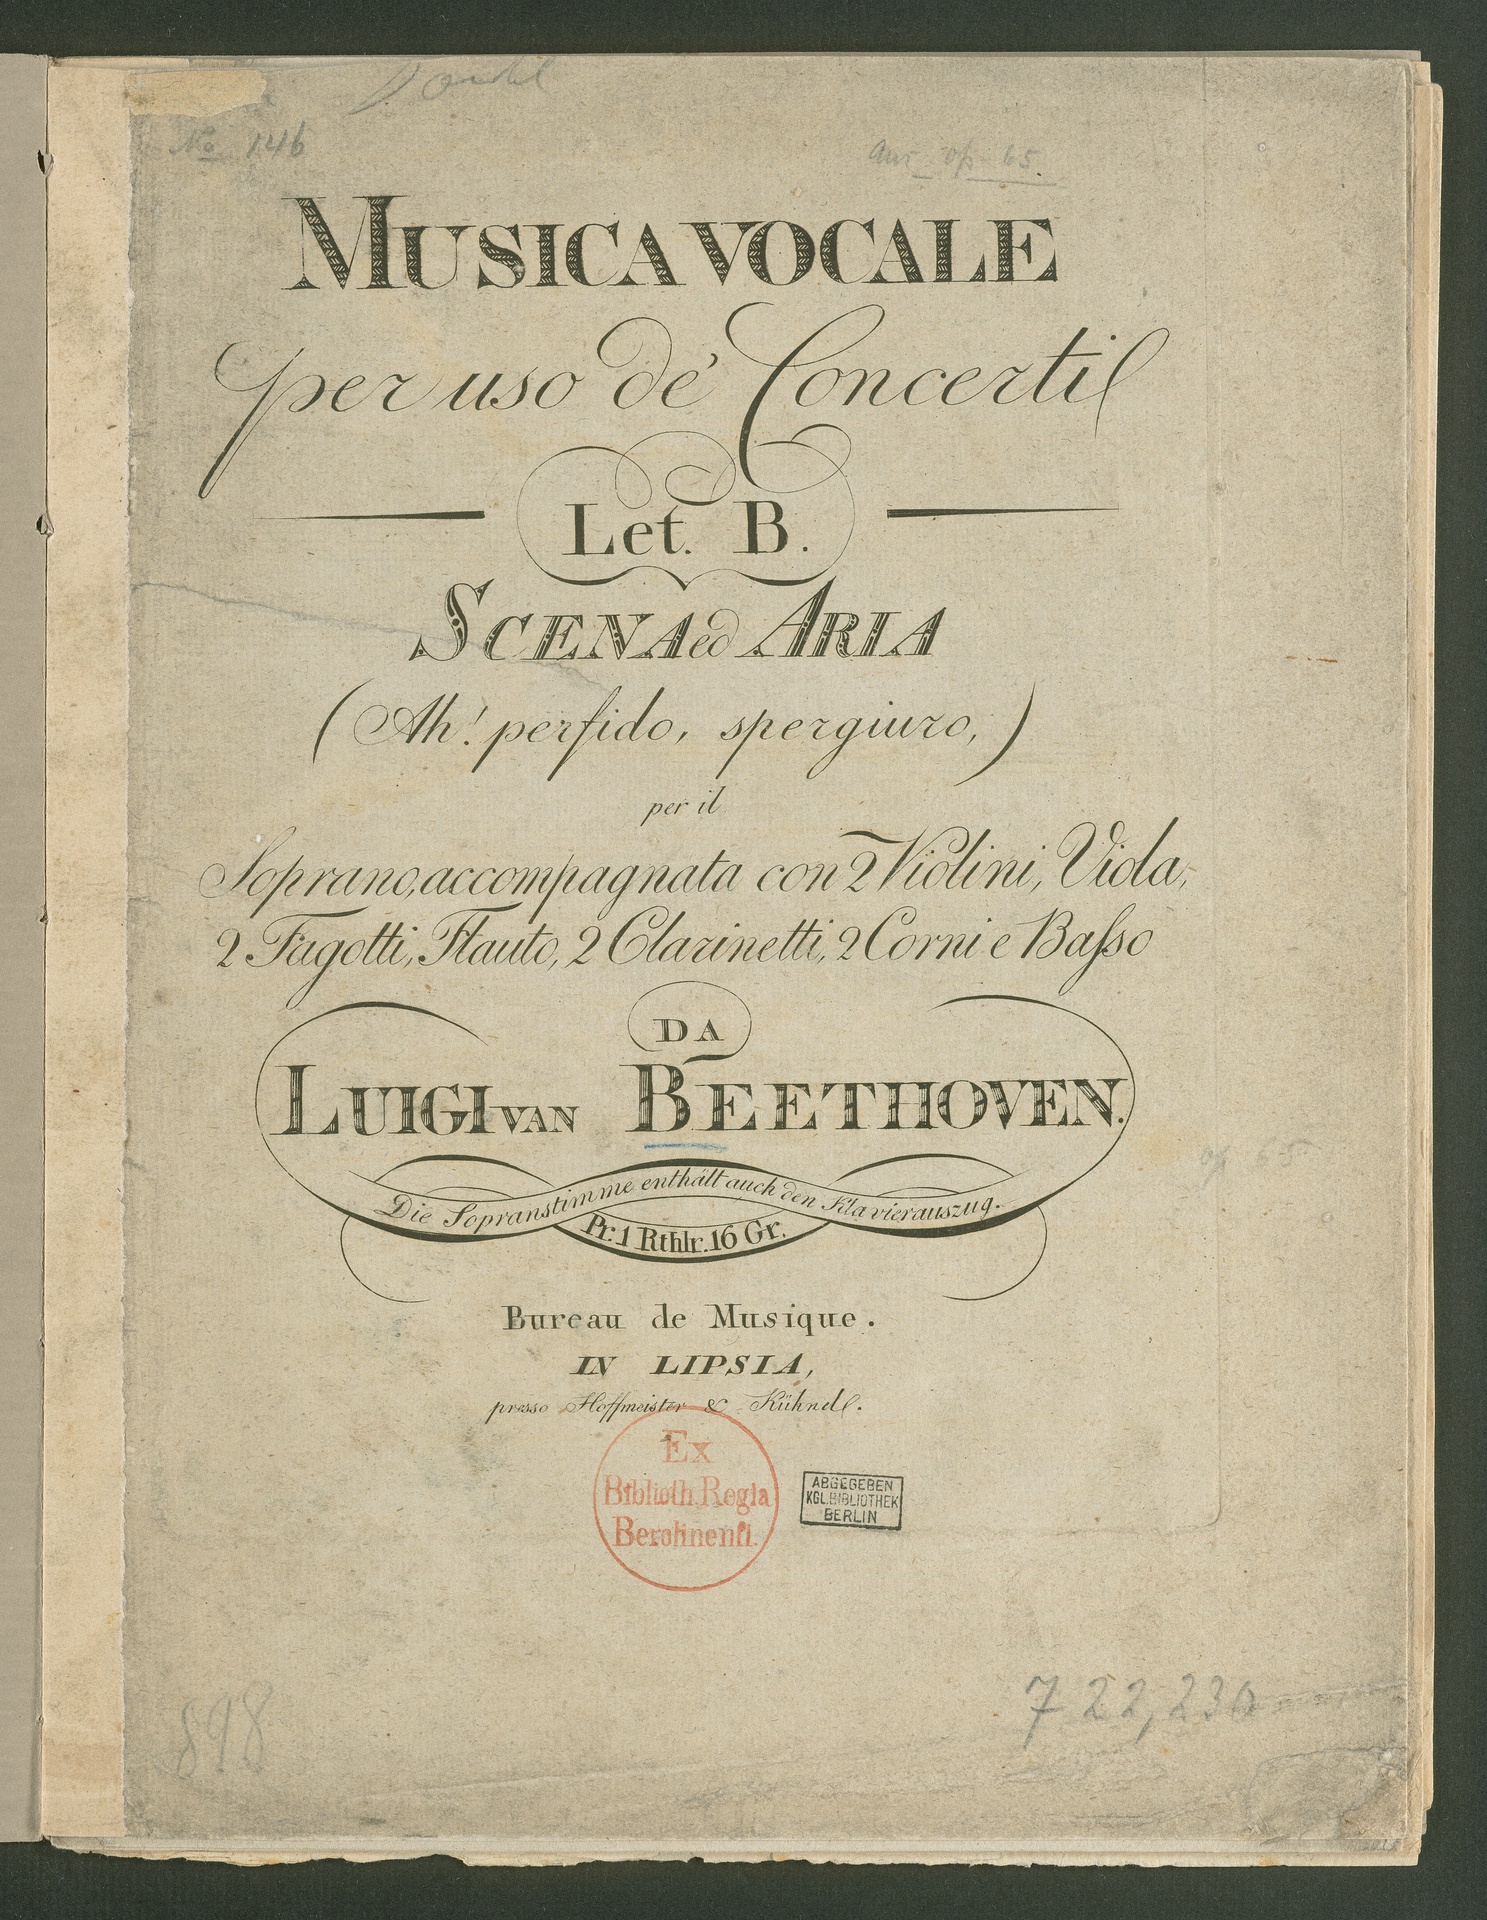 No 146
op. 65.
MUSICA VOCALE
per uso de' Concerti
Let. B.
SCENA ed ARIA
(Ah! perfido, spergiuro,)
per il
Soprano, accompagnata con 2 Violini, Viola,
2 Fagotti, Flauto, 2 Clarinetti, 2 Corni e Baſso
DA
LUIGI VAN BEETHOVEN.
op 65
Die Sopranstimme enthält auch den Klavierauszug.
Pr. 1 Rthlr. 16 Gr.
Bureau de Musique.
IN LIPSIA,
presso Hoffmeister & Kühnel.
Ex
Biblioth. Regia
Berolinenſi.
ABGEGEBEN
KGL. BIBLIOTHEK
BERLIN
898